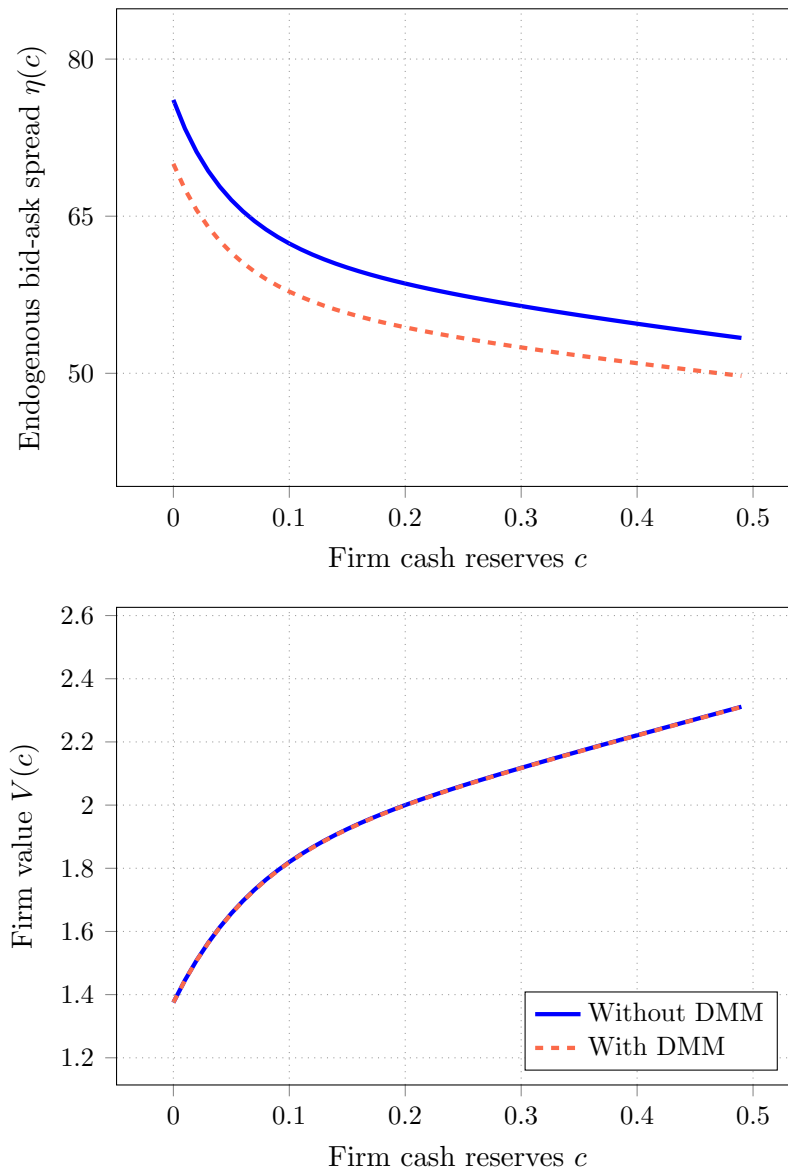 Endogenous bid-ask spread η(c)
80
65
50
0 0.1 0.2 0.3 0.4 0.5
Firm cash reserves c
Firm value V(c)
2.6
2.4
2.2
2
1.8
1.6
1.4
1.2
Without DMM
With DMM
0 0.1 0.2 0.3 0.4 0.5
Firm cash reserves c